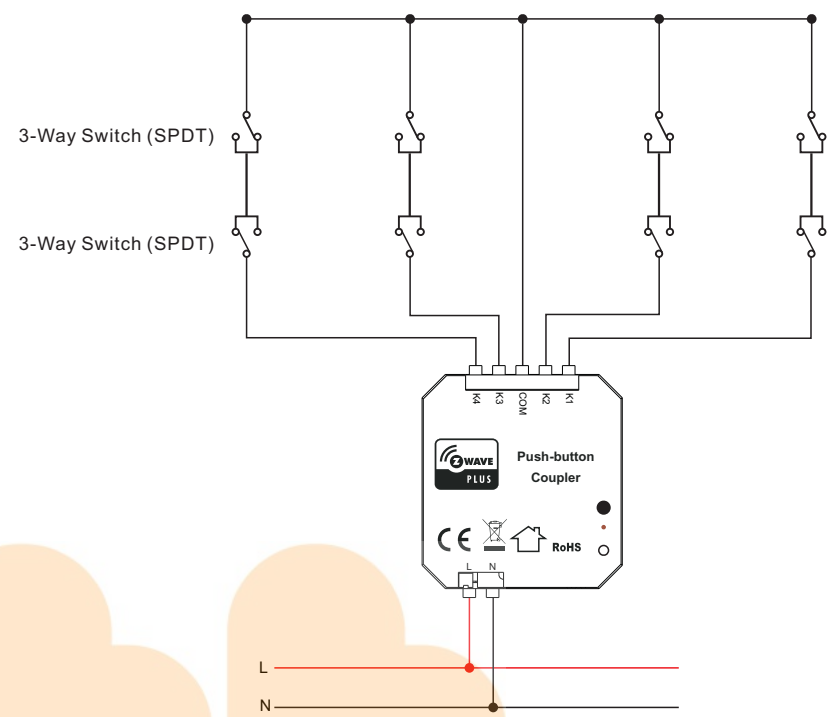 3-Way Switch (SPDT)
3-Way Switch (SPDT)
K4 K3 COM K2 K1
Z WAVE
PLUS
Push-button
Coupler
CE
RoHS
L N
L
N